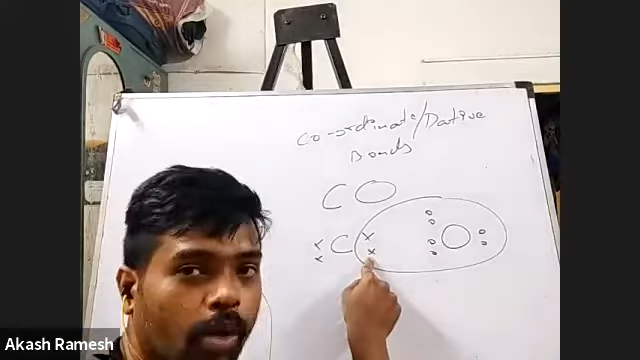 Co-ordinate/Dative
Bonds
CO
x C x O
x x
Akash Ramesh